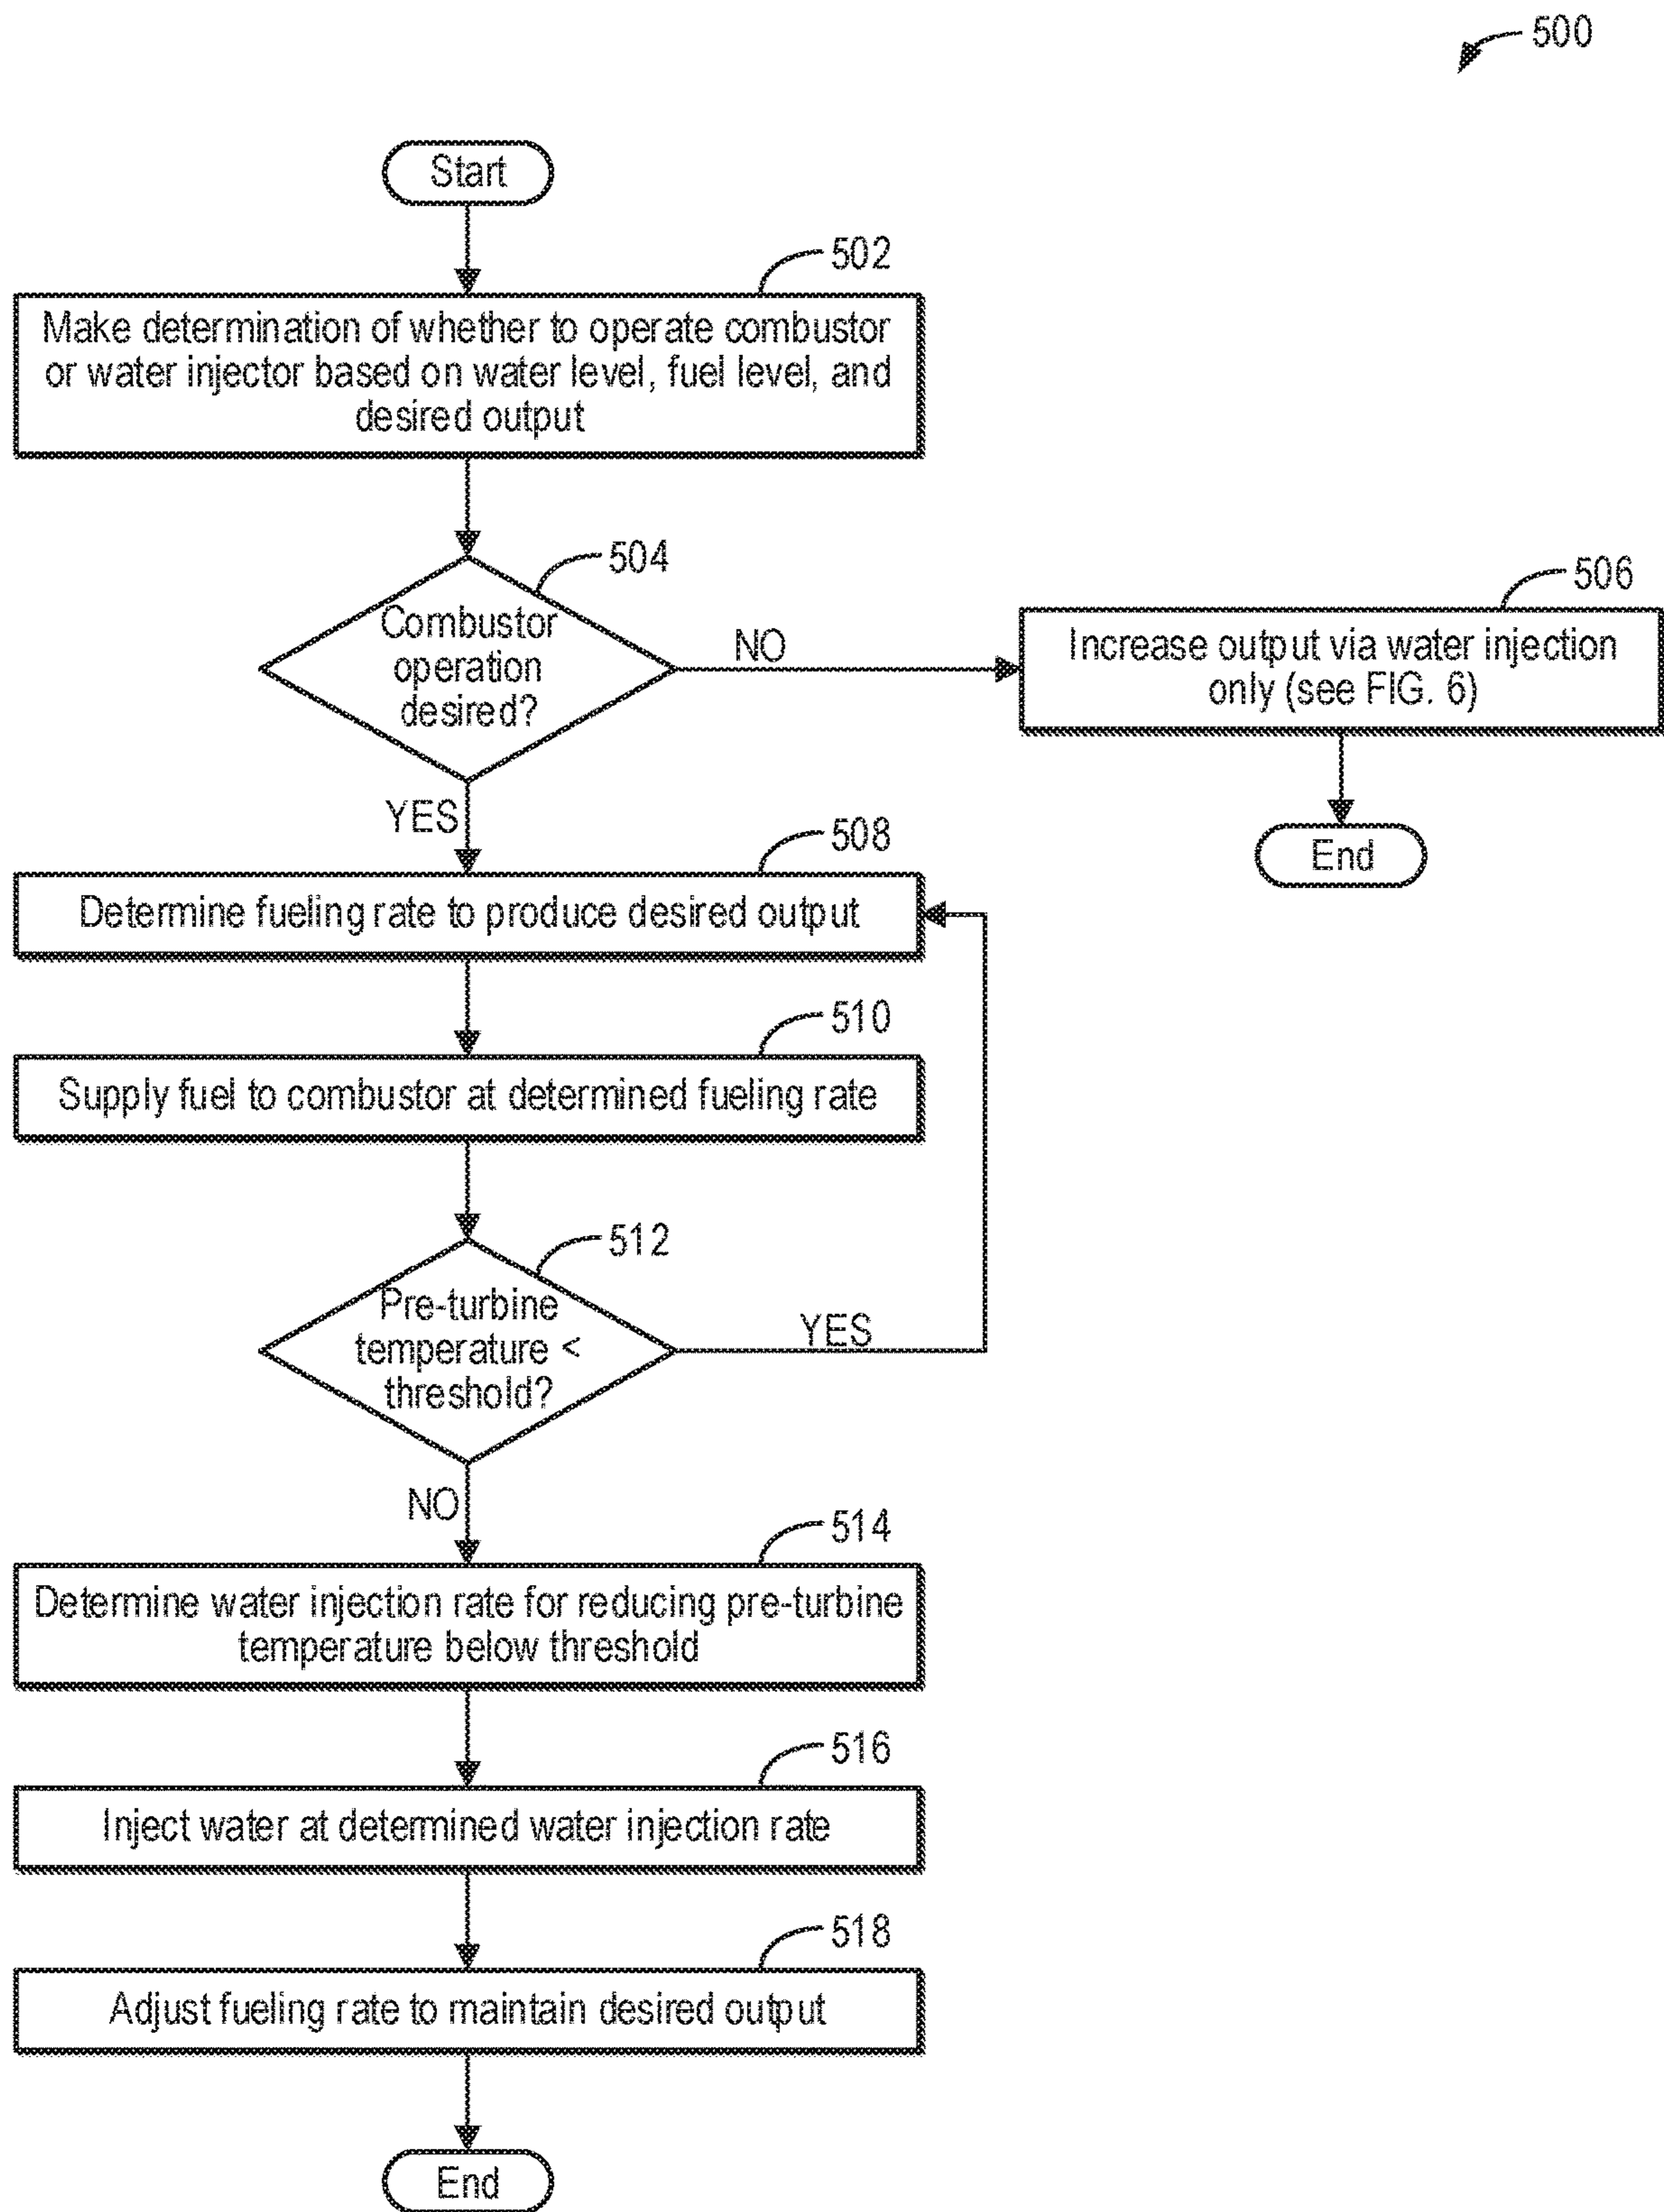 500
Start
502
Make determination of whether to operate combustor
or water injector based on water level, fuel level, and
desired output
504
Combustor
operation
desired?
NO
506
Increase output via water injection
only (see FIG. 6)
End
YES
508
Determine fueling rate to produce desired output
510
Supply fuel to combustor at determined fueling rate
512
Pre-turbine
temperature <
threshold?
YES
NO
514
Determine water injection rate for reducing pre-turbine
temperature below threshold
516
Inject water at determined water injection rate
518
Adjust fueling rate to maintain desired output
End